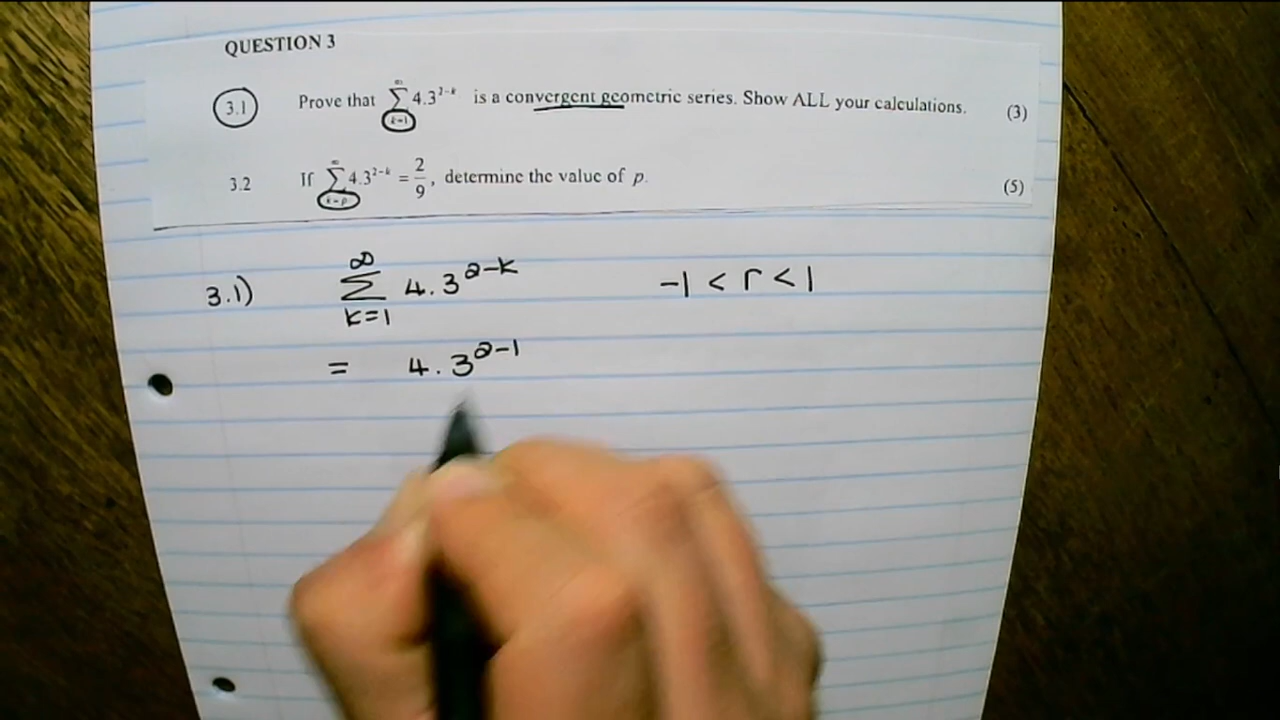 QUESTION 3
3.1 Prove that ∞ ∑ k=1 4.3^{2-k} is a convergent geometric series. Show ALL your calculations. (3)
3.2 If ∞ ∑ k=p 4.3^{2-k} = 2/9, determine the value of p. (5)
3.1) ∞ ∑ k=1 4.3^{2-k} -1 < r < 1
= 4.3^{2-1}